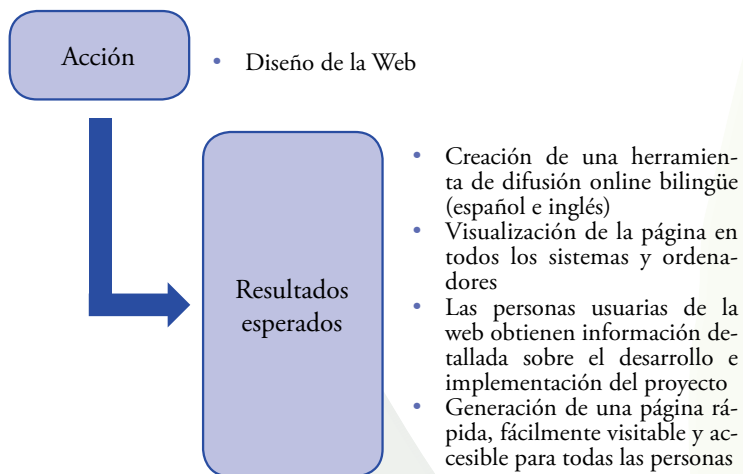 Acción
• Diseño de la Web
Resultados
esperados
• Creación de una herramien-
ta de difusión online bilingüe
(español e inglés)
• Visualización de la página en
todos los sistemas y ordena-
dores
• Las personas usuarias de la
web obtienen información de-
tallada sobre el desarrollo e
implementación del proyecto
• Generación de una página rá-
pida, fácilmente visitable y ac-
cesible para todas las personas